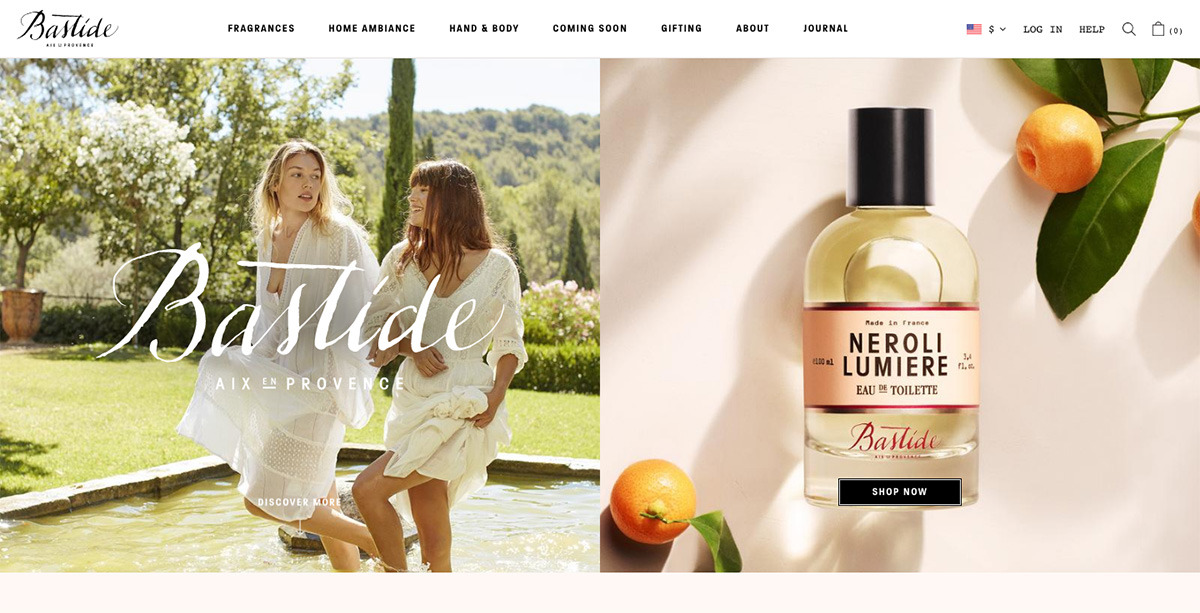 Bastide
AIX EN PROVENCE
FRAGRANCES
HOME AMBIANCE
HAND & BODY
COMING SOON
GIFTING
ABOUT
JOURNAL
$
LOG IN
HELP
(0)
Bastide
AIX EN PROVENCE
DISCOVER MORE
Made in France
NEROLI
LUMIERE
100 ml
3,4
fl. oz.
EAU DE TOILETTE
Bastide
AIX EN PROVENCE
SHOP NOW